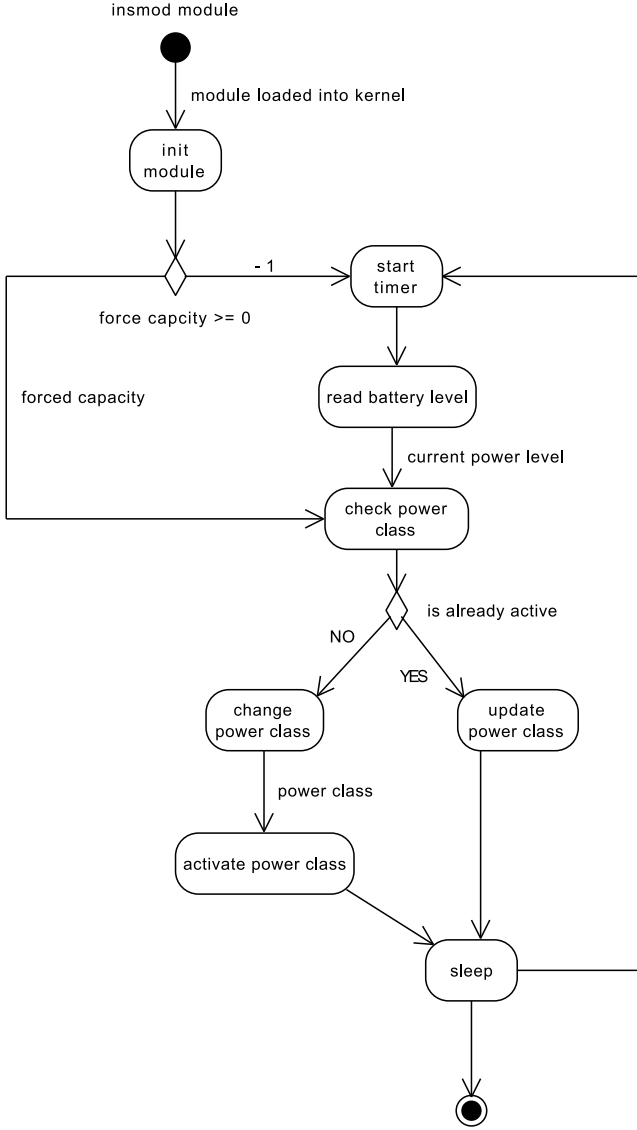 insmod module
module loaded into kernel
init
module
- 1
start
timer
force capcity >= 0
forced capacity
read battery level
current power level
check power
class
is already active
NO
YES
change
power class
update
power class
power class
activate power class
sleep